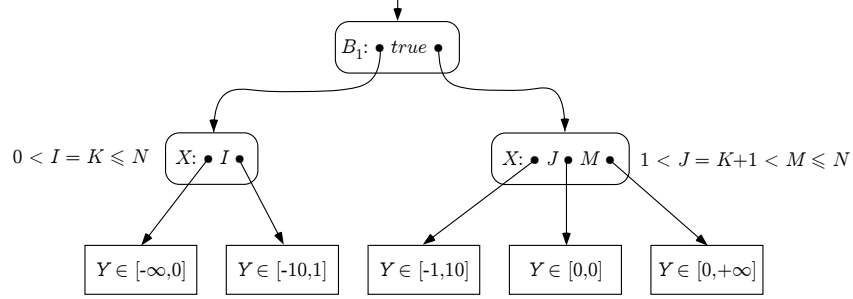 B₁: • true •
0 < I = K ⩽ N
X: • I •
X: • J • M •
1 < J = K+1 < M ⩽ N
Y ∈ [-∞,0]
Y ∈ [-10,1]
Y ∈ [-1,10]
Y ∈ [0,0]
Y ∈ [0,+∞]